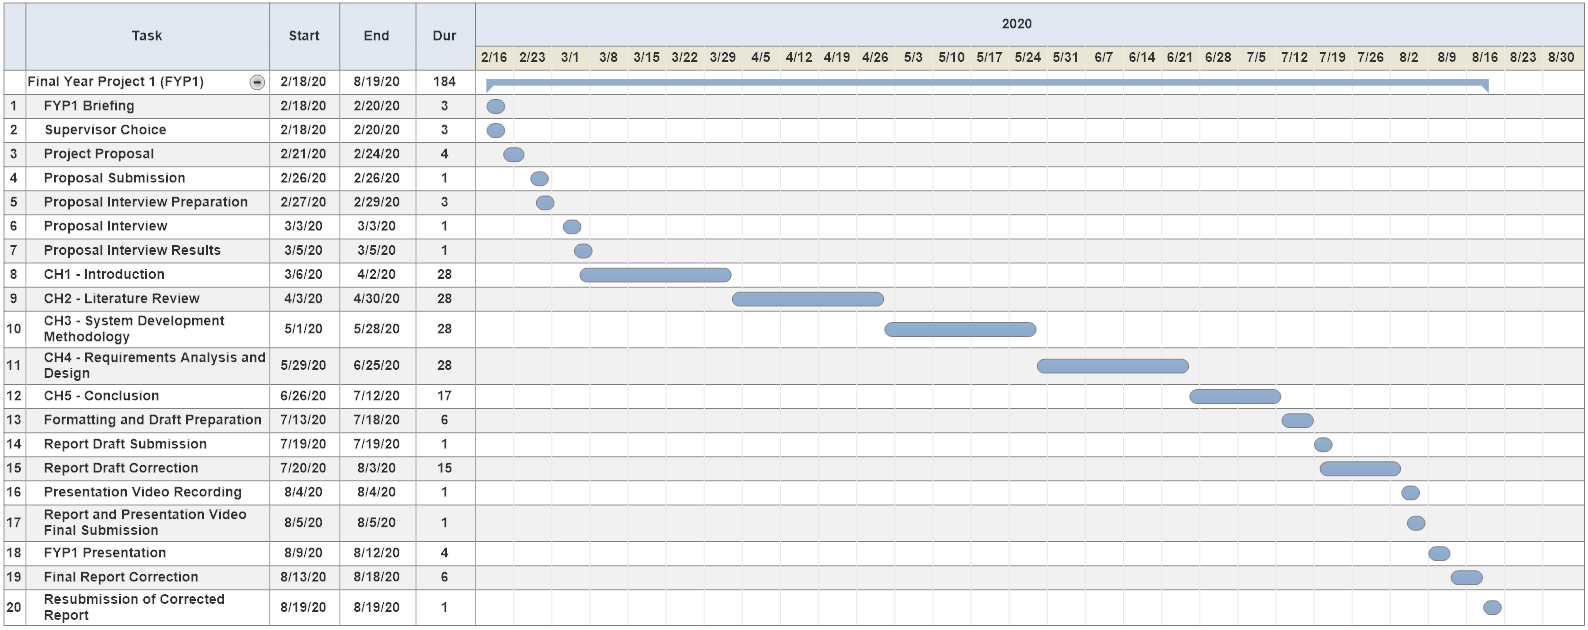 2020
Task Start End Dur
2/16 2/23 3/1 3/8 3/15 3/22 3/29 4/5 4/12 4/19 4/26 5/3 5/10 5/17 5/24 5/31 6/7 6/14 6/21 6/28 7/5 7/12 7/19 7/26 8/2 8/9 8/16 8/23 8/30
Final Year Project 1 (FYP1) 2/18/20 8/19/20 184
1 FYP1 Briefing 2/18/20 2/20/20 3
2 Supervisor Choice 2/18/20 2/20/20 3
3 Project Proposal 2/21/20 2/24/20 4
4 Proposal Submission 2/26/20 2/26/20 1
5 Proposal Interview Preparation 2/27/20 2/29/20 3
6 Proposal Interview 3/3/20 3/3/20 1
7 Proposal Interview Results 3/5/20 3/5/20 1
8 CH1 - Introduction 3/6/20 4/2/20 28
9 CH2 - Literature Review 4/3/20 4/30/20 28
10 CH3 - System Development
Methodology 5/1/20 5/28/20 28
11 CH4 - Requirements Analysis and
Design 5/29/20 6/25/20 28
12 CH5 - Conclusion 6/26/20 7/12/20 17
13 Formatting and Draft Preparation 7/13/20 7/18/20 6
14 Report Draft Submission 7/19/20 7/19/20 1
15 Report Draft Correction 7/20/20 8/3/20 15
16 Presentation Video Recording 8/4/20 8/4/20 1
17 Report and Presentation Video
Final Submission 8/5/20 8/5/20 1
18 FYP1 Presentation 8/9/20 8/12/20 4
19 Final Report Correction 8/13/20 8/18/20 6
20 Resubmission of Corrected
Report 8/19/20 8/19/20 1